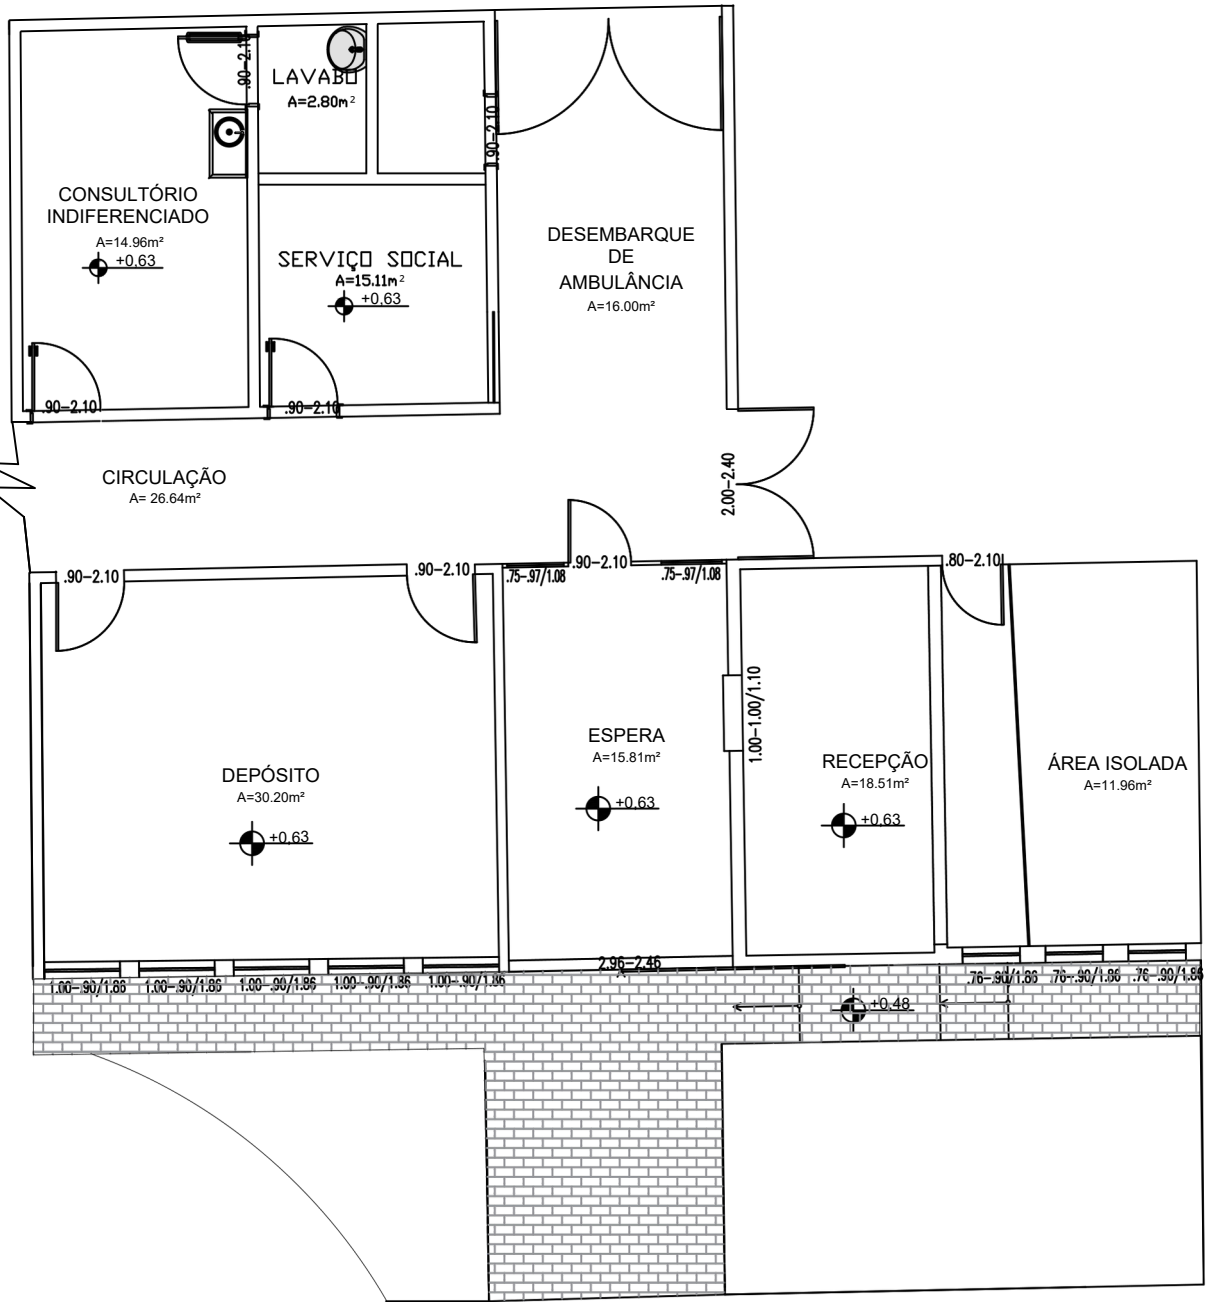 .90-2.10
LAVABO
A=2.80m²
.90-2.10
CONSULTÓRIO
INDIFERENCIADO
A=14.96m²
+0,63
SERVIÇO SOCIAL
A=15.11m²
+0,63
DESEMBARQUE
DE
AMBULÂNCIA
A=16.00m²
.90-2.10
.90-2.10
CIRCULAÇÃO
A= 26.64m²
2.00-2.40
.90-2.10
.90-2.10
.75-.97/1.08
.90-2.10
.75-.97/1.08
.80-2.10
1.00-1.00/1.10
DEPÓSITO
A=30.20m²
+0,63
ESPERA
A=15.81m²
+0,63
RECEPÇÃO
A=18.51m²
+0,63
ÁREA ISOLADA
A=11.96m²
1.00-.90/1.86
1.00-.90/1.86
1.00-.90/1.86
1.00-.90/1.86
1.00-.90/1.86
2.96-2.46
.76-.90/1.86
.76-.90/1.86
.76-.90/1.86
+0,48